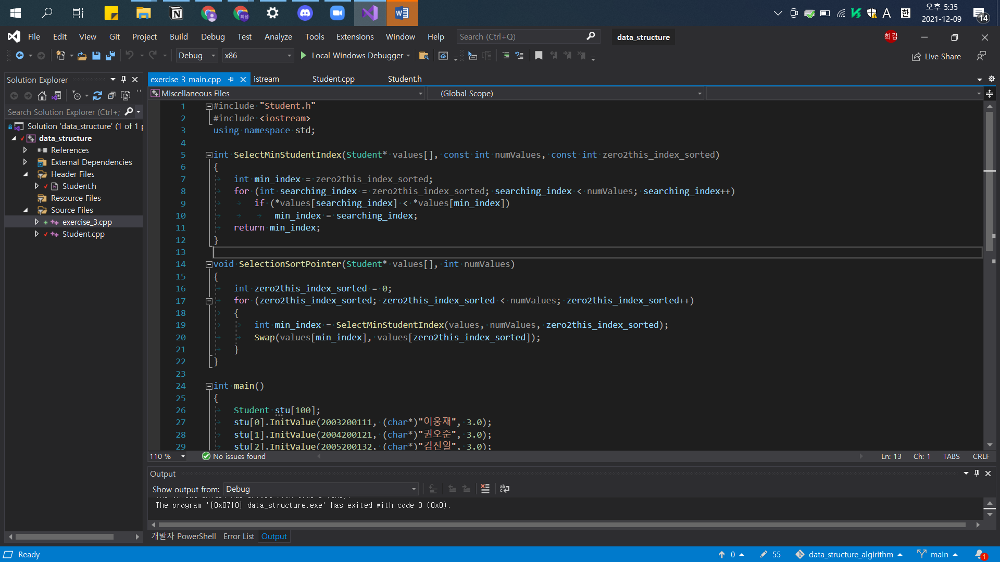 오후 5:35
2021-12-09
A 한
14
File Edit View Git Project Build Debug Test Analyze Tools Extensions Window Help Search (Ctrl+Q) data_structure 희김
Debug x86 Local Windows Debugger Live Share
Solution Explorer
Search Solution Explorer (Ctrl+;
Solution 'data_structure' (1 of 1 p
data_structure
References
External Dependencies
Header Files
Student.h
Resource Files
Source Files
exercise_3.cpp
Student.cpp
exercise_3_main.cpp istream Student.cpp Student.h
Miscellaneous Files (Global Scope)
1 #include "Student.h"
2 #include <iostream>
3 using namespace std;
4
5 int SelectMinStudentIndex(Student* values[], const int numValues, const int zero2this_index_sorted)
6 {
7 int min_index = zero2this_index_sorted;
8 for (int searching_index = zero2this_index_sorted; searching_index < numValues; searching_index++)
9 if (*values[searching_index] < *values[min_index])
10 min_index = searching_index;
11 return min_index;
12 }
13
14 void SelectionSortPointer(Student* values[], int numValues)
15 {
16 int zero2this_index_sorted = 0;
17 for (zero2this_index_sorted; zero2this_index_sorted < numValues; zero2this_index_sorted++)
18 {
19 int min_index = SelectMinStudentIndex(values, numValues, zero2this_index_sorted);
20 Swap(values[min_index], values[zero2this_index_sorted]);
21 }
22 }
23
24 int main()
25 {
26 Student stu[100];
27 stu[0].InitValue(2003200111, (char*)"이웅재", 3.0);
28 stu[1].InitValue(2004200121, (char*)"권오준", 3.0);
29 stu[2].InitValue(2005200132, (char*)"김진일", 3.0);
110 % No issues found Ln: 13 Ch: 1 TABS CRLF
Output
Show output from: Debug
The program '[0x8710] data_structure.exe' has exited with code 0 (0x0).
개발자 PowerShell Error List Output
Ready 0 55 data_structure_algirithm main 1